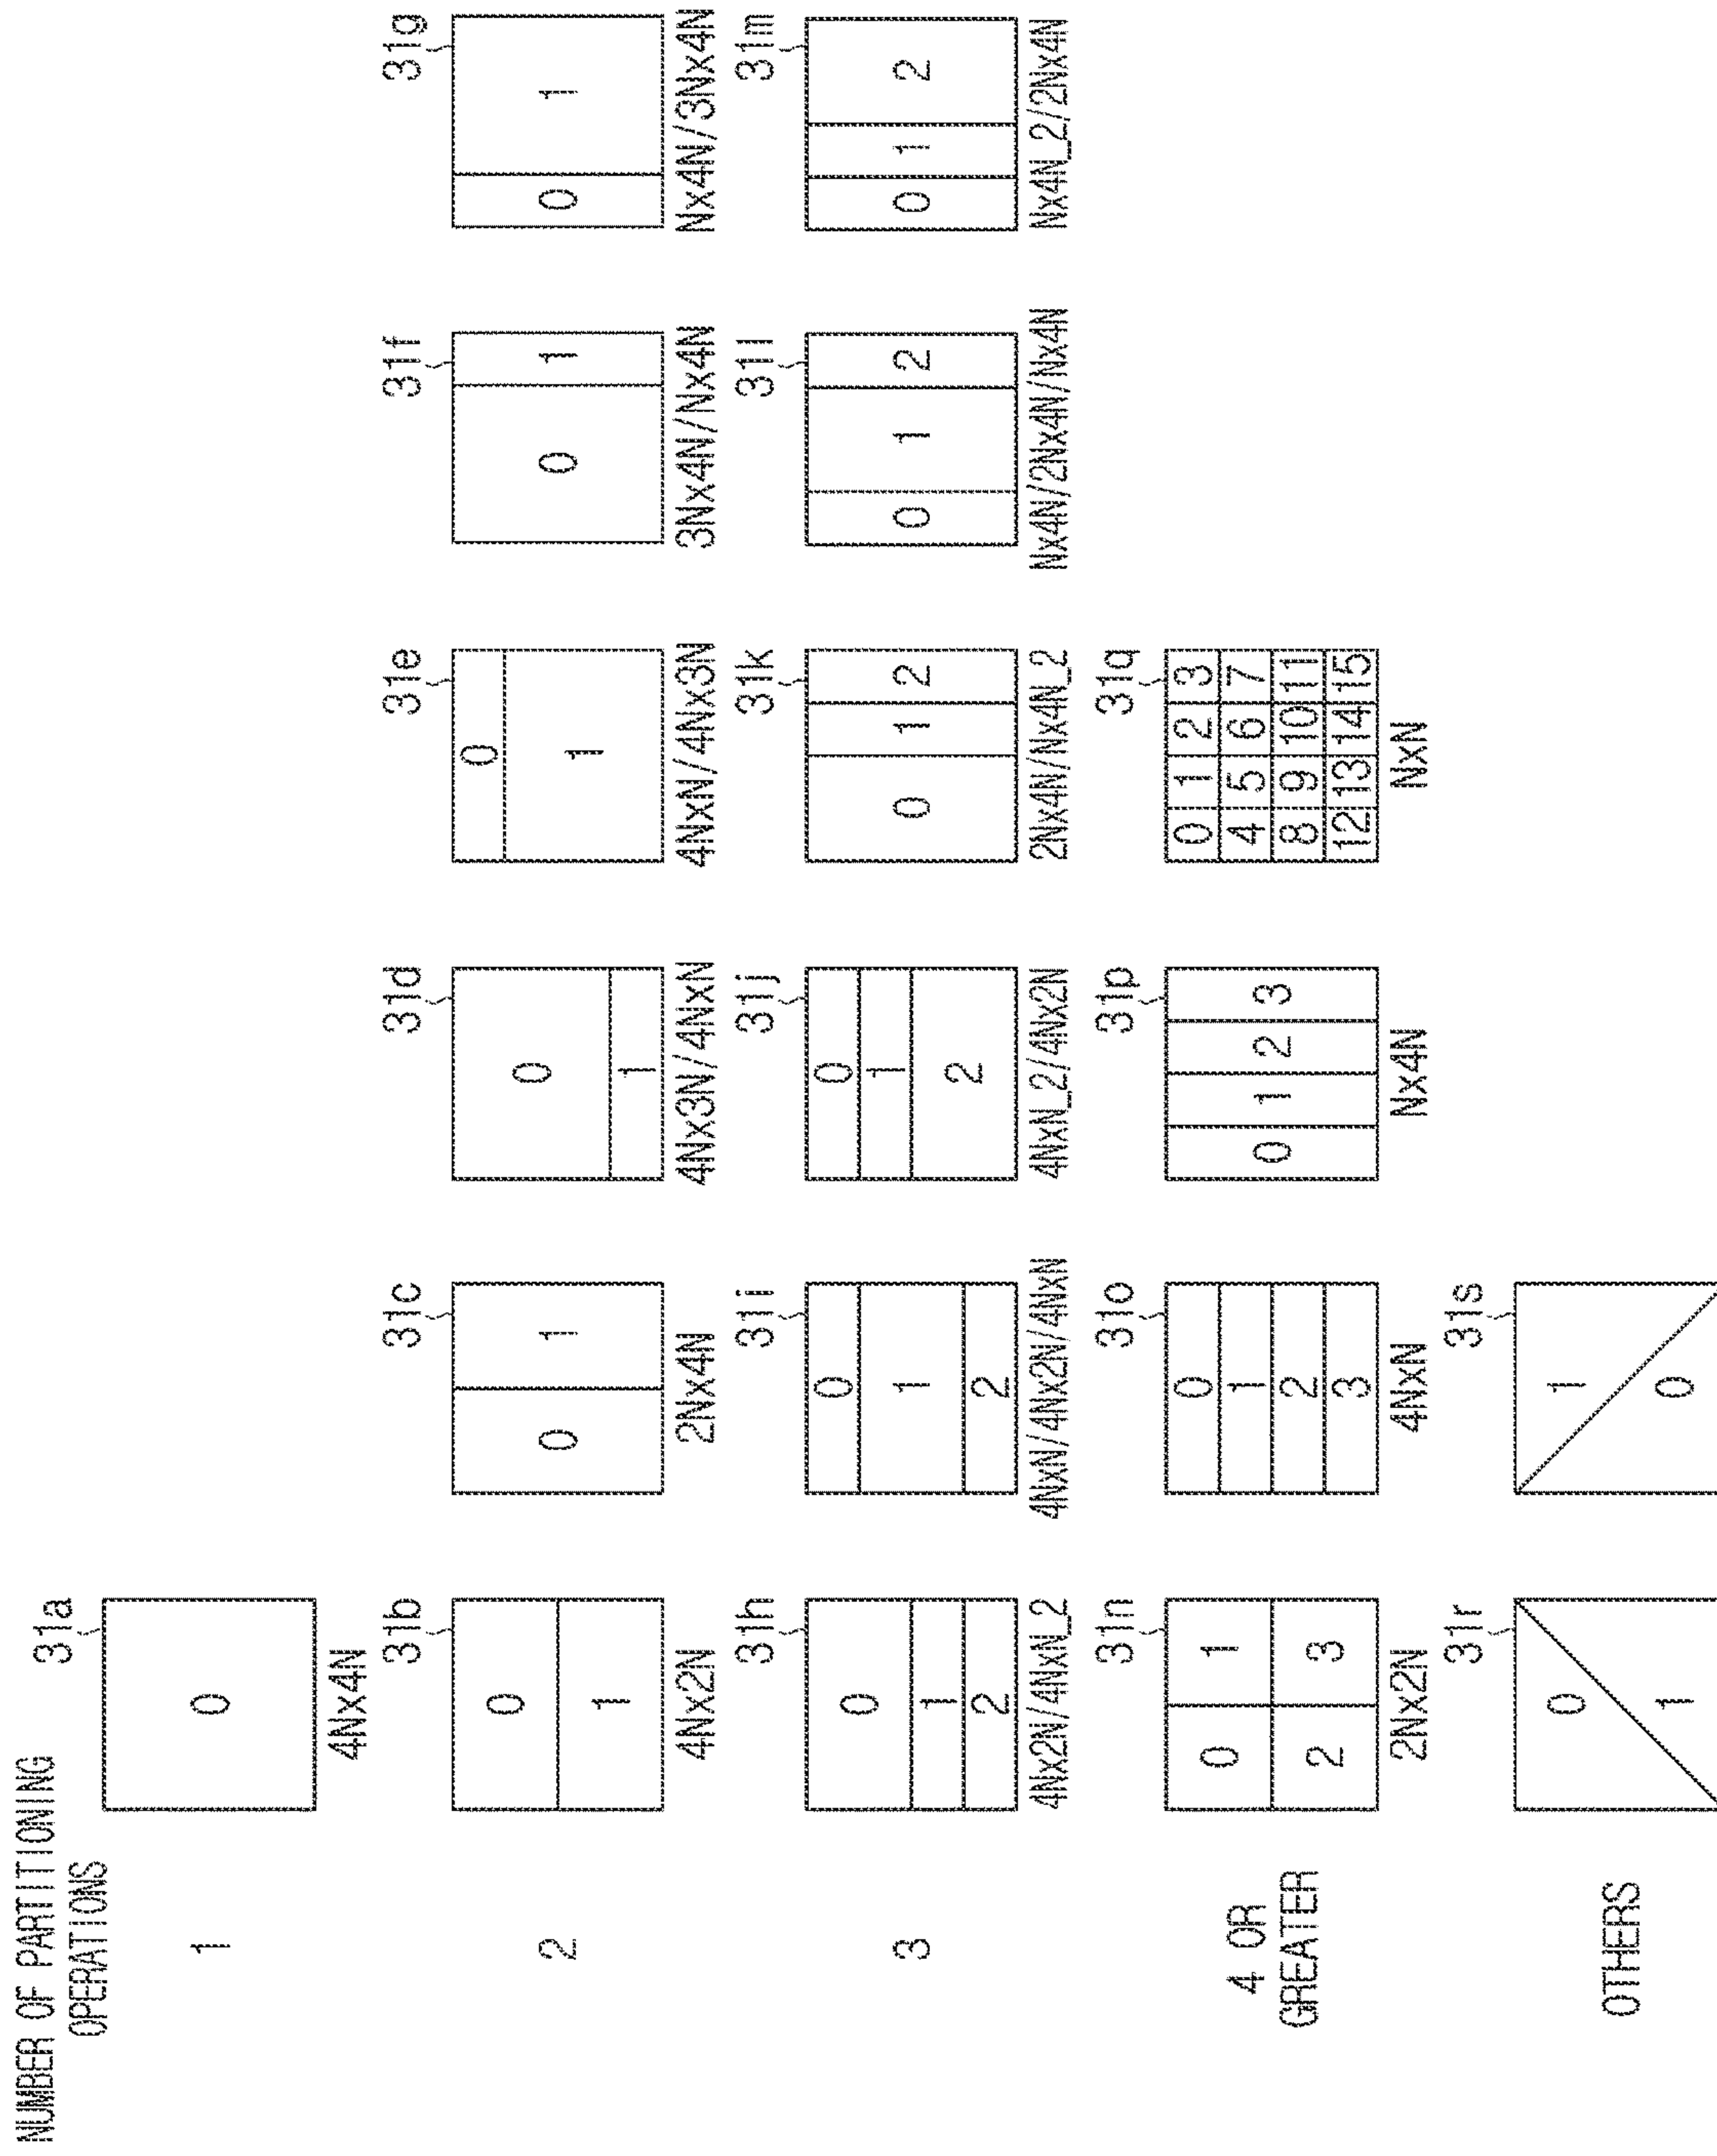 NUMBER OF PARTITIONING
OPERATIONS
1
31a
0
4Nx4N
2
31b
0
1
4Nx2N
31c
0 1
2Nx4N
31d
0
1
4Nx3N/4NxN
31e
0
1
4NxN/4Nx3N
31f
0 1
3Nx4N/Nx4N
31g
0 1
Nx4N/3Nx4N
3
31h
0
1
2
4Nx2N/4NxN_2
31i
0
1
2
4NxN/4Nx2N/4NxN
31j
0
1
2
4NxN_2/4Nx2N
31k
0 1 2
2Nx4N/Nx4N_2
31l
0 1 2
Nx4N/2Nx4N/Nx4N
31m
0 1 2
Nx4N_2/2Nx4N
4 OR
GREATER
31n
0 1
2 3
2Nx2N
31o
0
1
2
3
4NxN
31p
0 1 2 3
Nx4N
31q
0 1 2 3
4 5 6 7
8 9 10 11
12 13 14 15
NxN
OTHERS
31r
0
1
31s
1
0